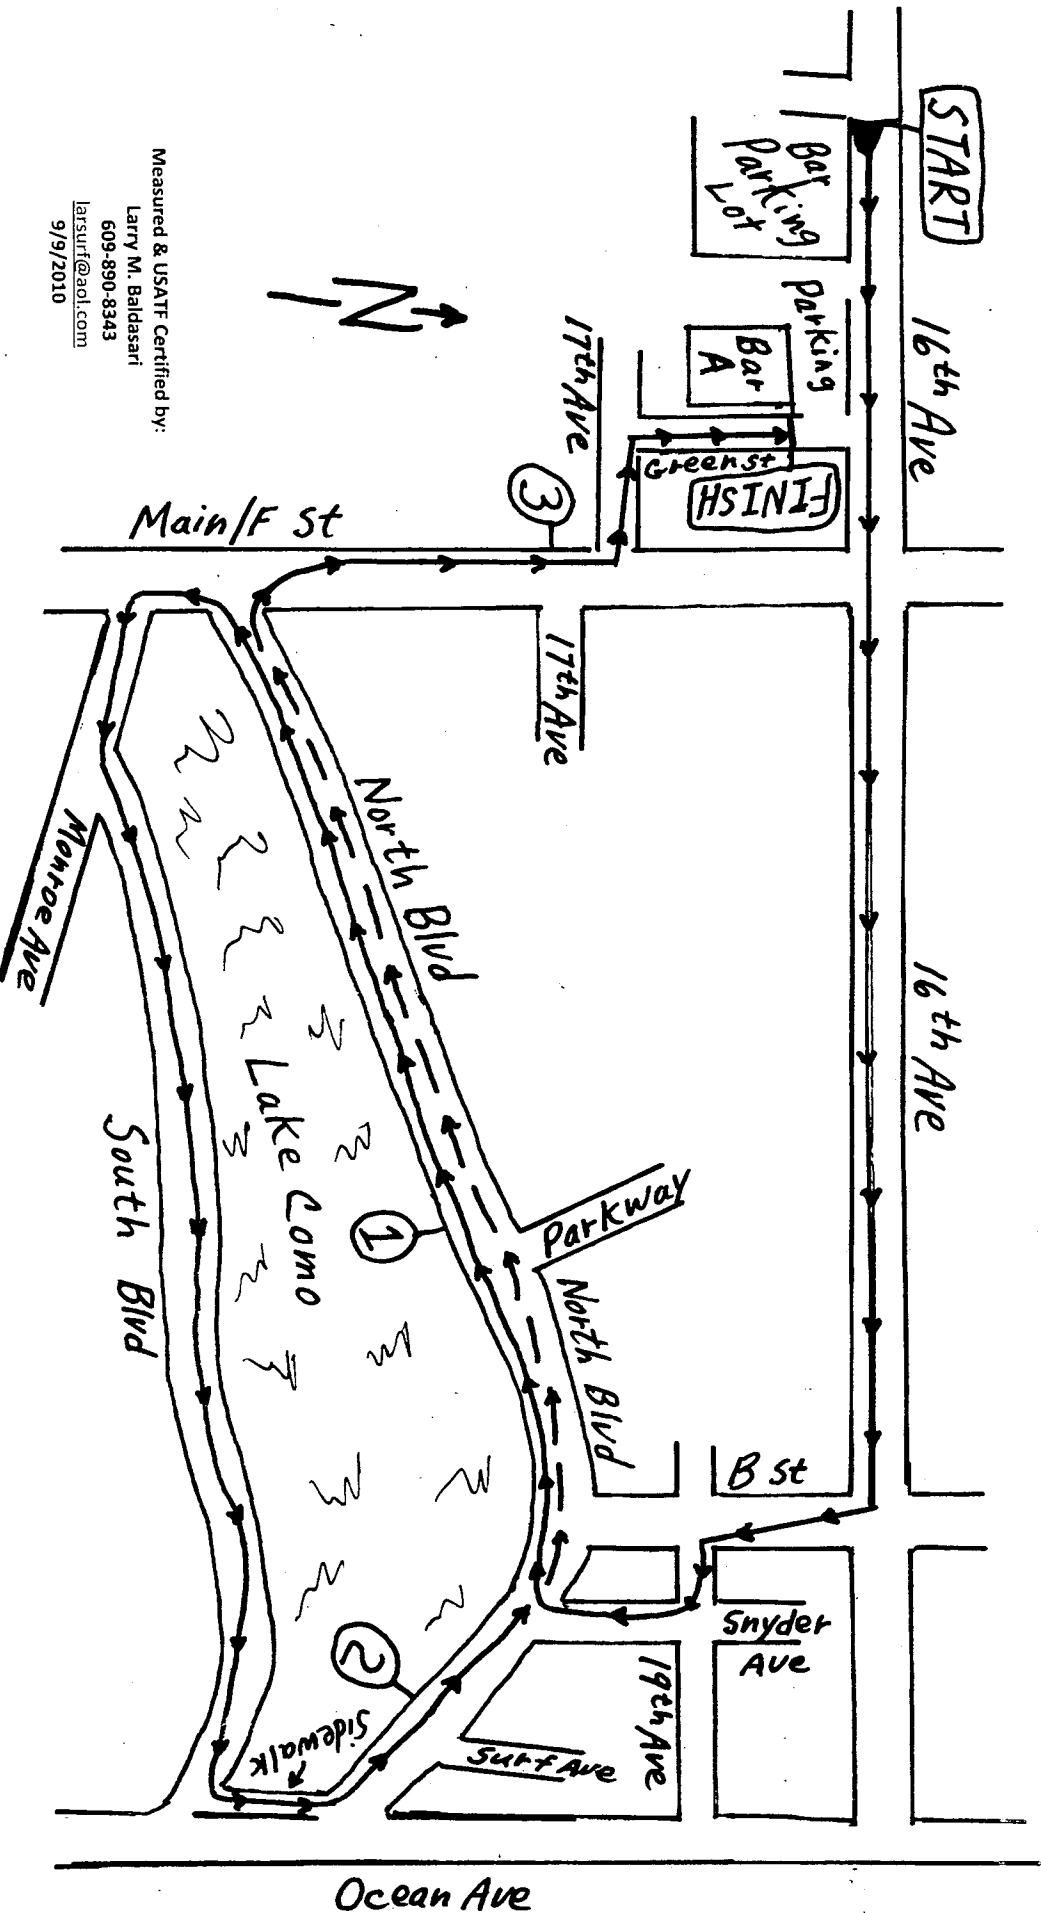 START
16th Ave
16th Ave
Bar
Parking
Lot
Parking
Bar
A
FINISH
Green st
17th Ave
3
Main/F St
17th Ave
North Blvd
Parkway
North Blvd
B st
Snyder
Ave
19th Ave
Surf Ave
Sidewalk
2
1
Lake Como
South Blvd
Monroe Ave
Ocean Ave
N
Measured & USATF Certified by:
Larry M. Baldasari
609-890-8343
larsurf@aol.com
9/9/2010